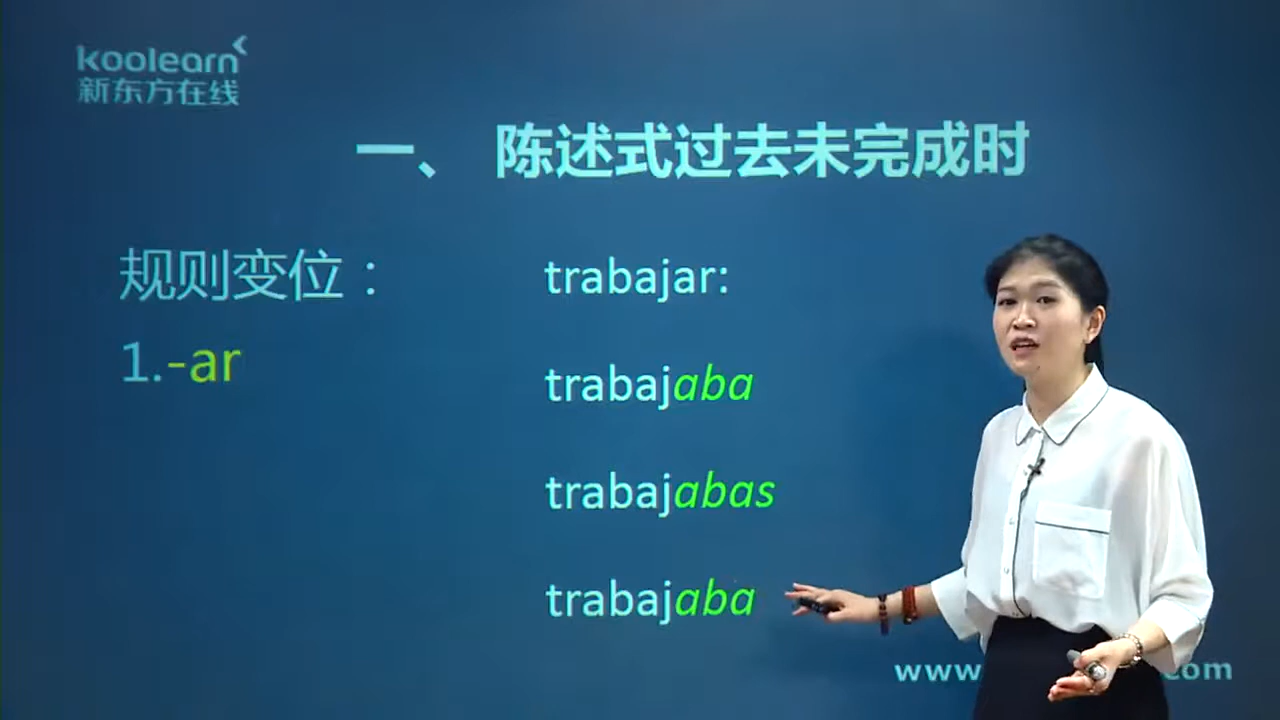 koolearn
新东方在线
一、 陈述式过去未完成时
规则变位：
1.-ar
trabajar:
trabajaba
trabajabas
trabajaba
www
com